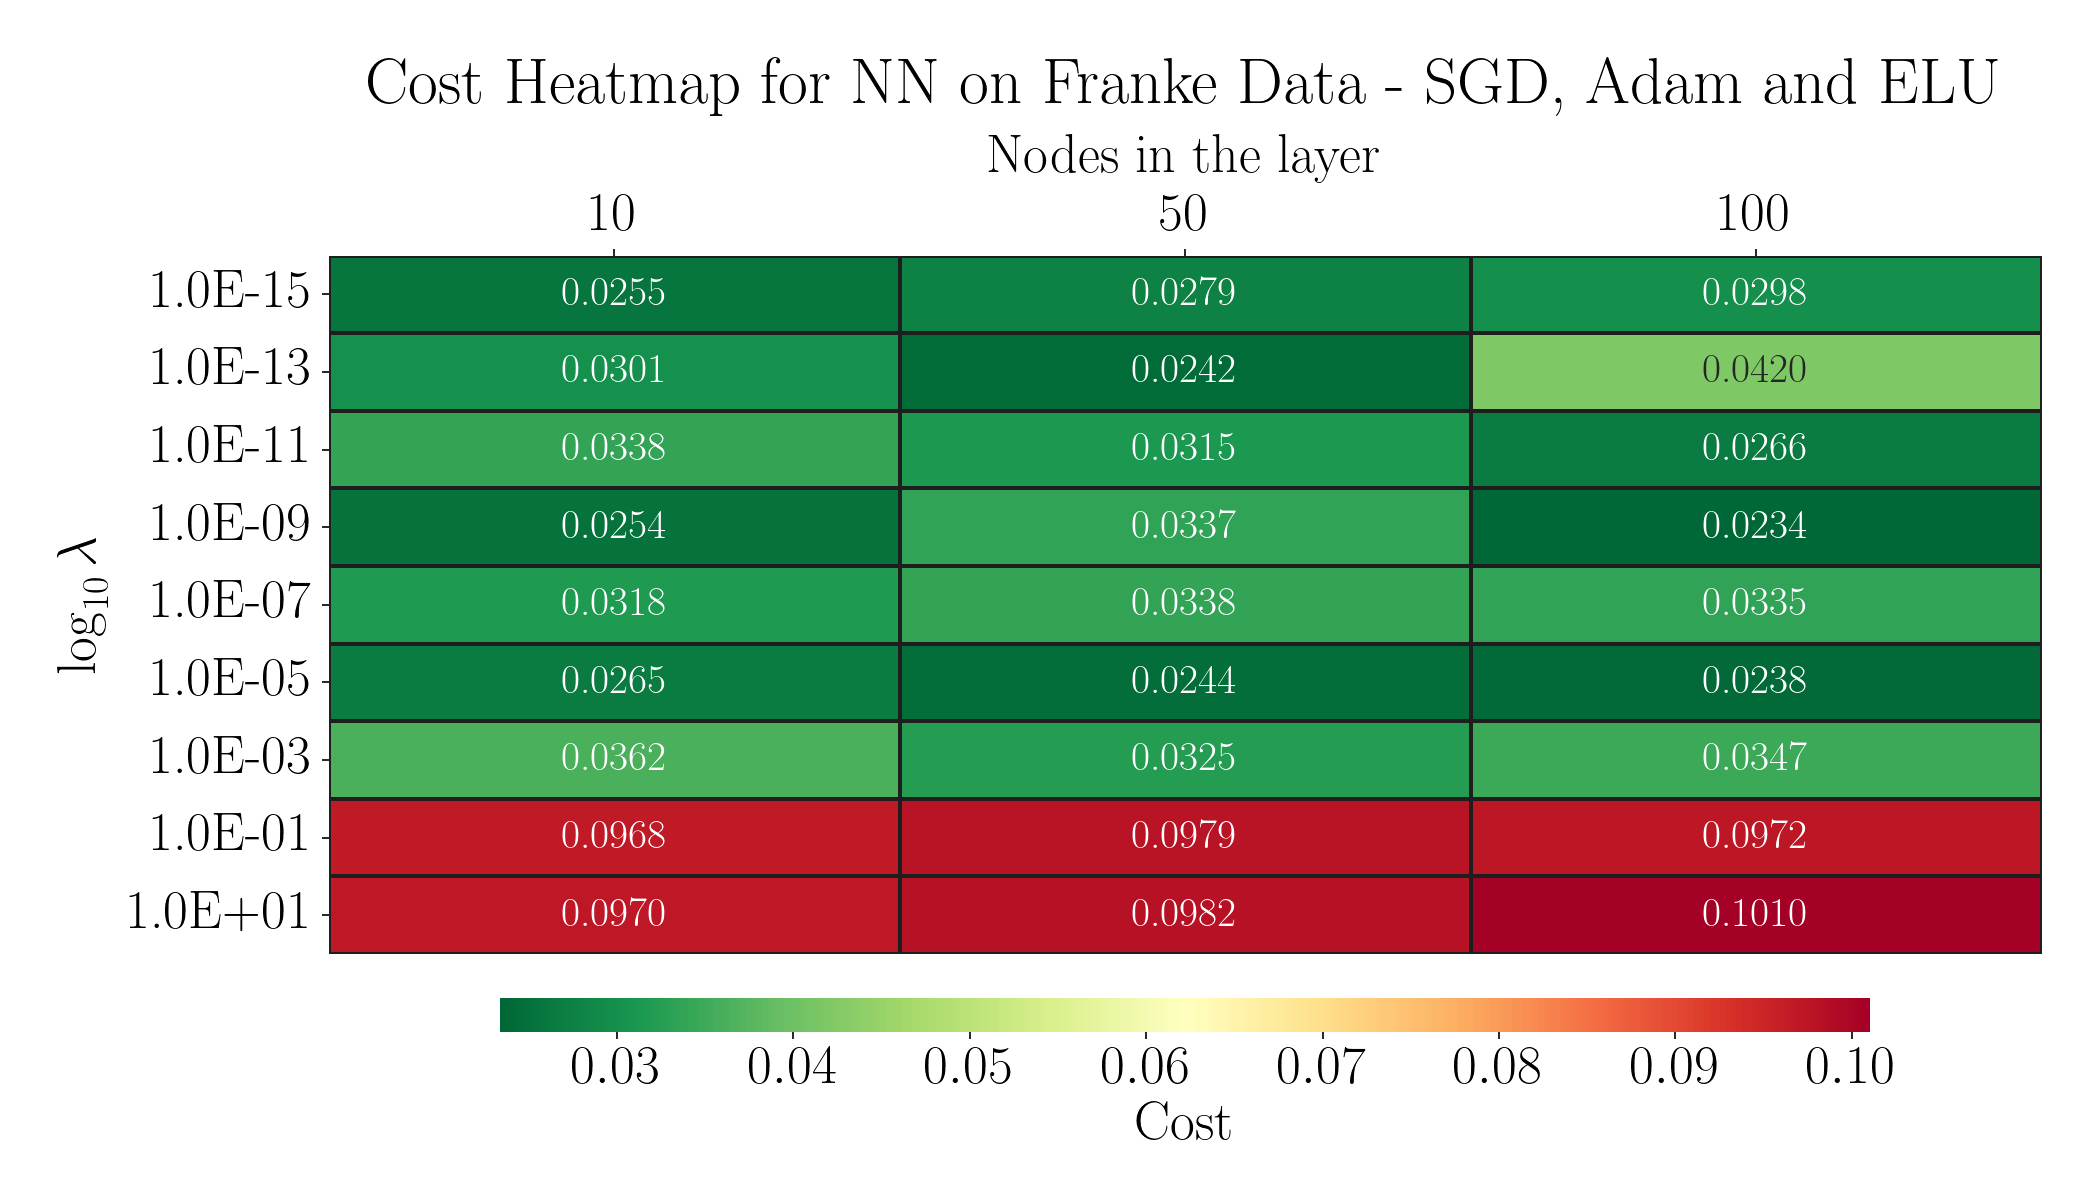 Cost Heatmap for NN on Franke Data - SGD, Adam and ELU
Nodes in the layer
10 50 100
1.0E-15 0.0255 0.0279 0.0298
1.0E-13 0.0301 0.0242 0.0420
1.0E-11 0.0338 0.0315 0.0266
1.0E-09 0.0254 0.0337 0.0234
1.0E-07 0.0318 0.0338 0.0335
1.0E-05 0.0265 0.0244 0.0238
1.0E-03 0.0362 0.0325 0.0347
1.0E-01 0.0968 0.0979 0.0972
1.0E+01 0.0970 0.0982 0.1010
log₁₀ λ
0.03 0.04 0.05 0.06 0.07 0.08 0.09 0.10
Cost